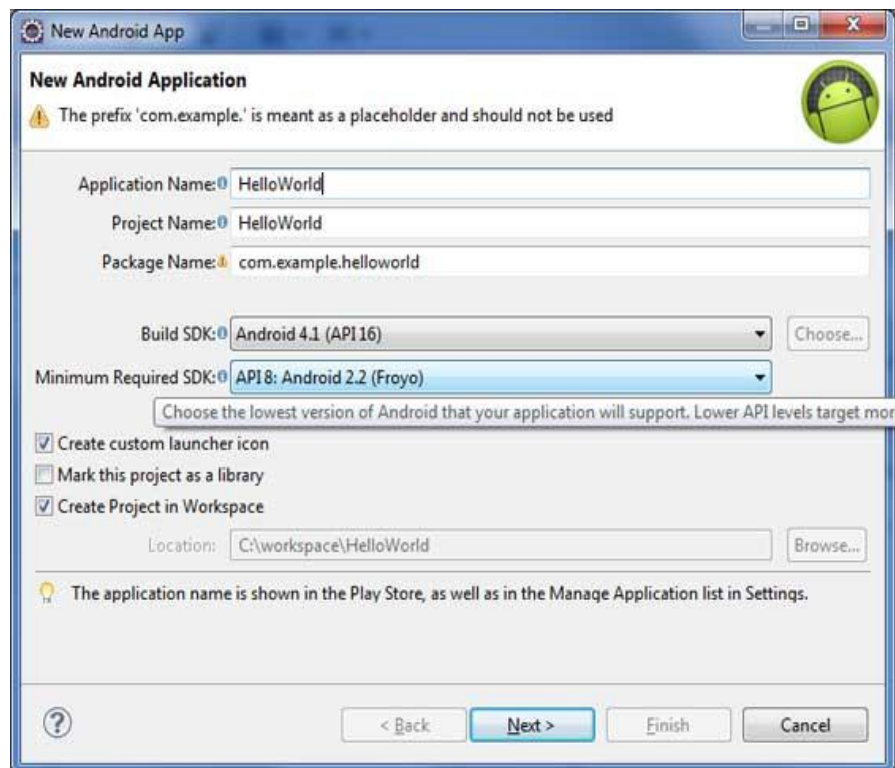 New Android App
New Android Application
The prefix 'com.example.' is meant as a placeholder and should not be used
Application Name: HelloWorld
Project Name: HelloWorld
Package Name: com.example.helloworld
Build SDK: Android 4.1 (API 16) Choose...
Minimum Required SDK: API 8: Android 2.2 (Froyo)
Choose the lowest version of Android that your application will support. Lower API levels target mor
Create custom launcher icon
Mark this project as a library
Create Project in Workspace
Location: C:\workspace\HelloWorld Browse...
The application name is shown in the Play Store, as well as in the Manage Application list in Settings.
? < Back Next > Finish Cancel